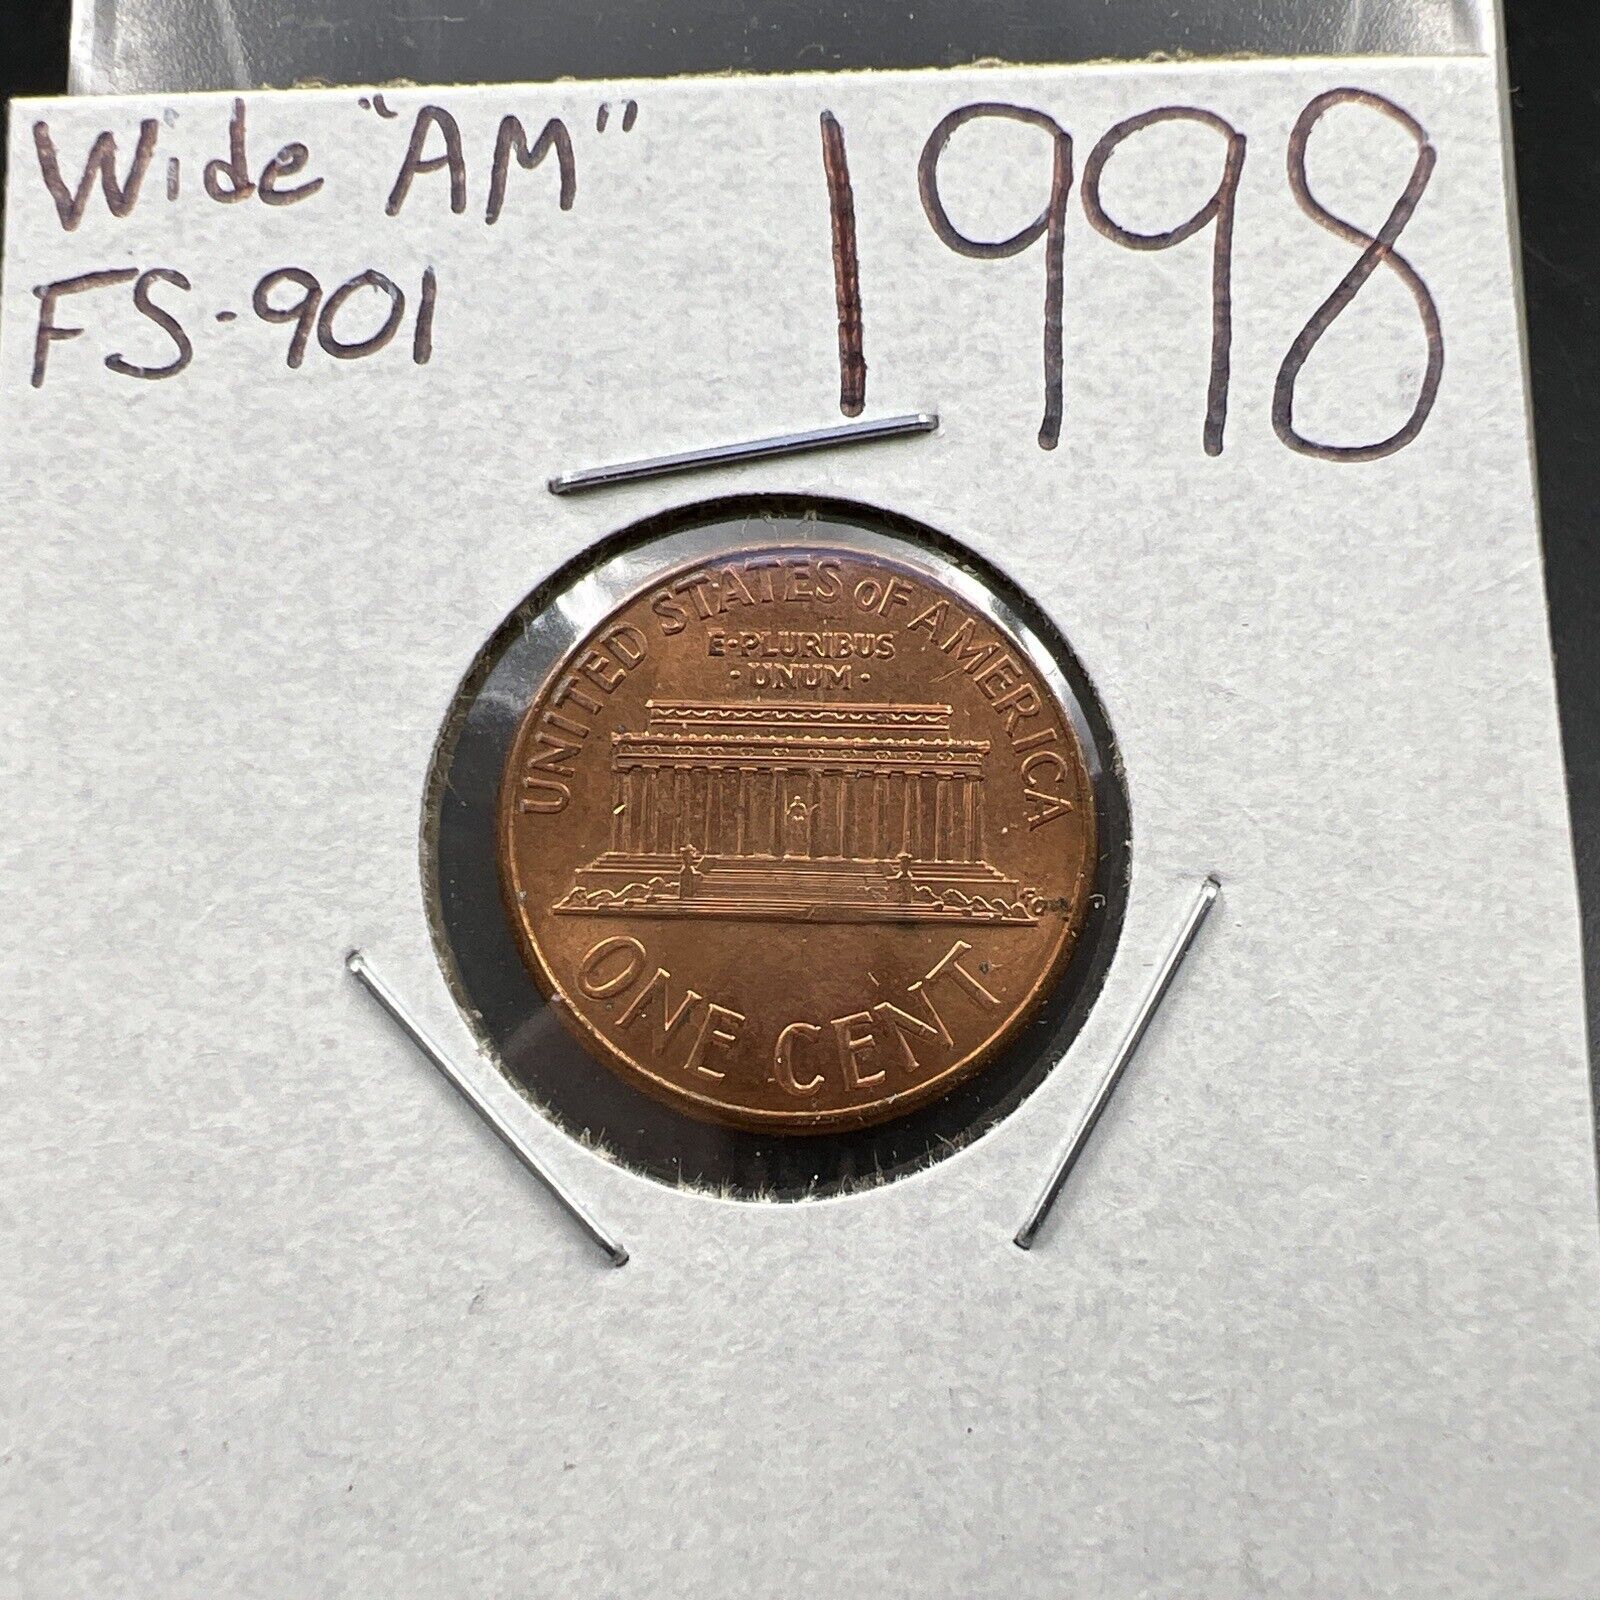 Wide "AM" 1998
FS-901
UNITED STATES OF AMERICA
E·PLURIBUS
·UNUM·
ONE CENT